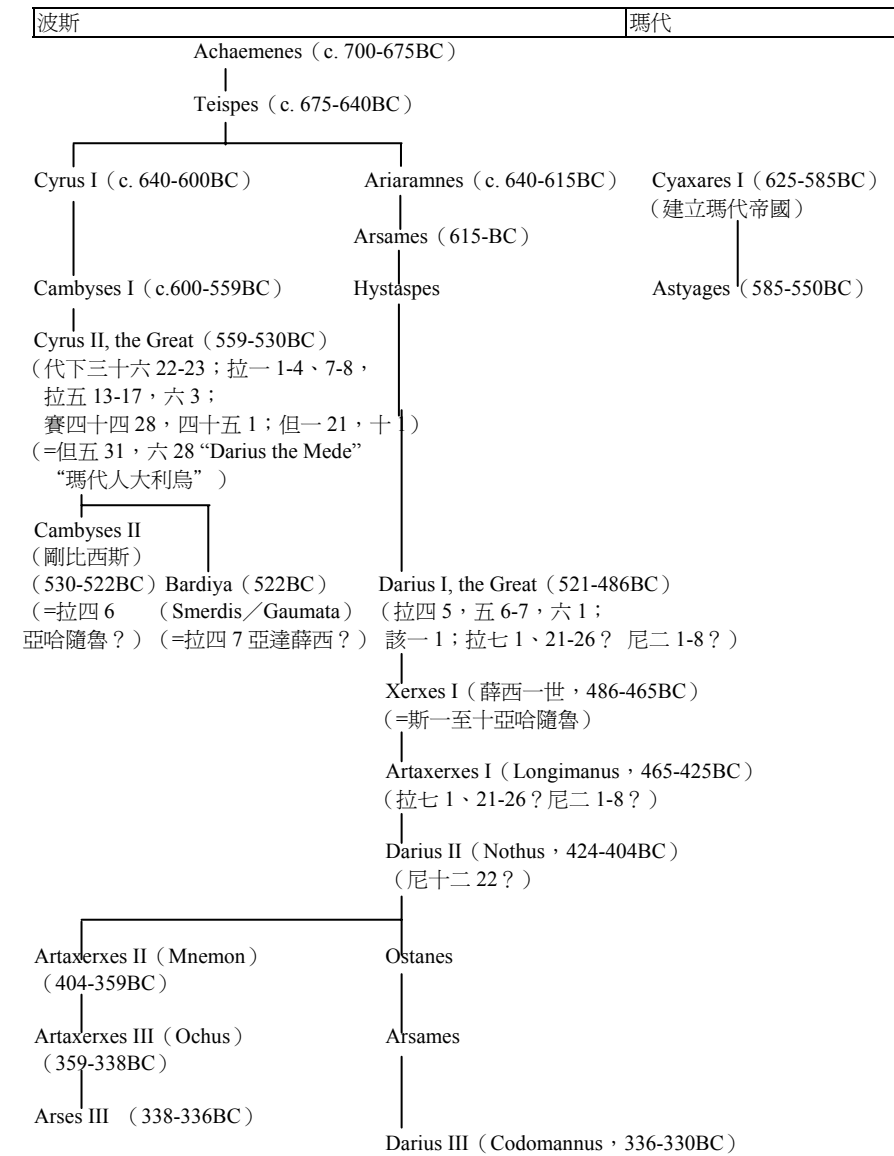 波斯 瑪代
Achaemenes（c. 700-675BC）
Teispes（c. 675-640BC）
Cyrus I（c. 640-600BC） Ariaramnes（c. 640-615BC） Cyaxares I（625-585BC）
（建立瑪代帝國）
Arsames（615-BC）
Cambyses I（c.600-559BC） Hystaspes Astyages（585-550BC）
Cyrus II, the Great（559-530BC）
（代下三十六 22-23；拉一 1-4、7-8，
拉五 13-17，六 3；
賽四十四 28，四十五 1；但一 21，十 1）
（=但五 31，六 28 “Darius the Mede”
“瑪代人大利烏”）
Cambyses II
（剛比西斯）
（530-522BC）Bardiya（522BC） Darius I, the Great（521-486BC）
（=拉四 6 （Smerdis／Gaumata）（拉四 5，五 6-7，六 1；
亞哈隨魯？）（=拉四 7 亞達薛西？） 該一 1；拉七 1、21-26？ 尼二 1-8？）
Xerxes I（薛西一世，486-465BC）
（=斯一至十亞哈隨魯）
Artaxerxes I（Longimanus，465-425BC）
（拉七 1、21-26？尼二 1-8？）
Darius II（Nothus，424-404BC）
（尼十二 22？）
Artaxerxes II（Mnemon） Ostanes
（404-359BC）
Artaxerxes III（Ochus） Arsames
（359-338BC）
Arses III （338-336BC）
Darius III（Codomannus，336-330BC）